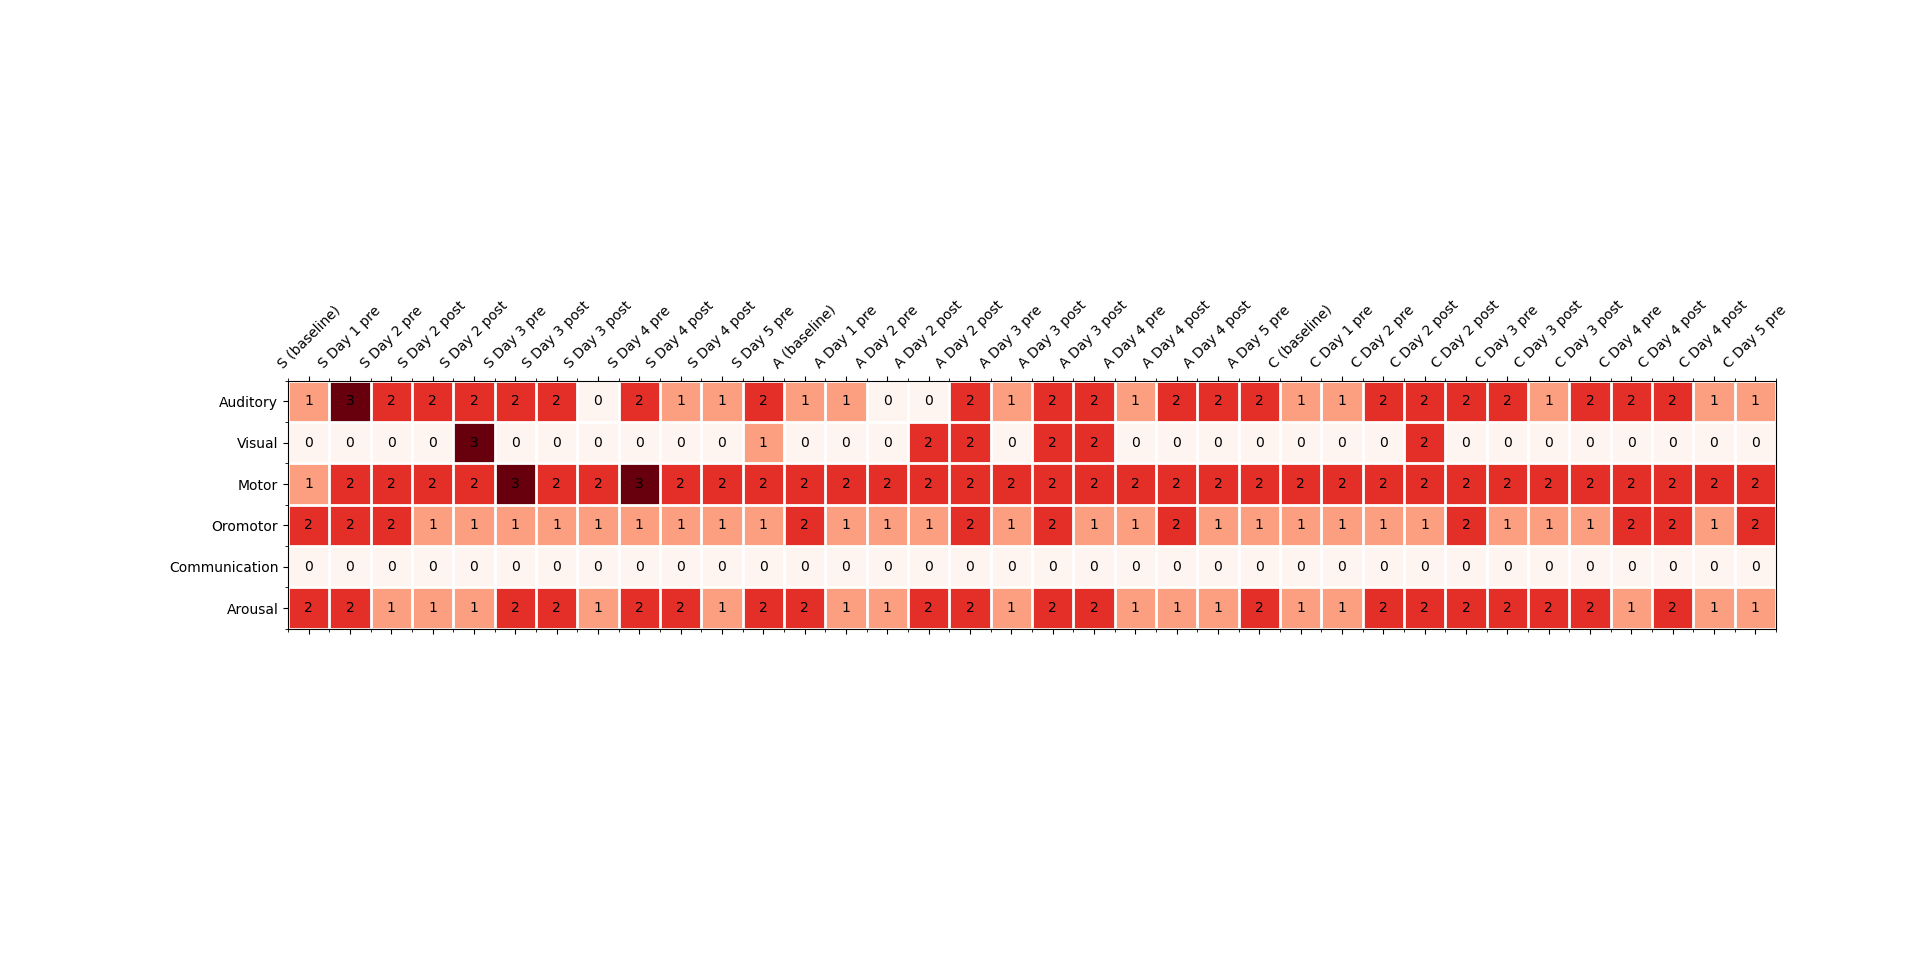 S (baseline)
S Day 1 pre
S Day 2 pre
S Day 2 post
S Day 2 post
S Day 3 pre
S Day 3 post
S Day 3 post
S Day 4 pre
S Day 4 post
S Day 4 post
S Day 5 pre
A (baseline)
A Day 1 pre
A Day 2 pre
A Day 2 post
A Day 2 post
A Day 3 pre
A Day 3 post
A Day 3 post
A Day 4 pre
A Day 4 post
A Day 4 post
A Day 5 pre
C (baseline)
C Day 1 pre
C Day 2 pre
C Day 2 post
C Day 2 post
C Day 3 pre
C Day 3 post
C Day 3 post
C Day 4 pre
C Day 4 post
C Day 4 post
C Day 5 pre
Auditory 1 3 2 2 2 2 2 0 2 1 1 2 1 1 0 0 2 1 2 2 1 2 2 2 1 1 2 2 2 2 1 2 2 2 1 1
Visual 0 0 0 0 3 0 0 0 0 0 0 1 0 0 0 2 2 0 2 2 0 0 0 0 0 0 0 2 0 0 0 0 0 0 0 0
Motor 1 2 2 2 2 3 2 2 3 2 2 2 2 2 2 2 2 2 2 2 2 2 2 2 2 2 2 2 2 2 2 2 2 2 2 2
Oromotor 2 2 2 1 1 1 1 1 1 1 1 1 2 1 1 1 2 1 2 1 1 2 1 1 1 1 1 1 2 1 1 1 2 2 1 2
Communication 0 0 0 0 0 0 0 0 0 0 0 0 0 0 0 0 0 0 0 0 0 0 0 0 0 0 0 0 0 0 0 0 0 0 0 0
Arousal 2 2 1 1 1 2 2 1 2 2 1 2 2 1 1 2 2 1 2 2 1 1 1 2 1 1 2 2 2 2 2 2 1 2 1 1